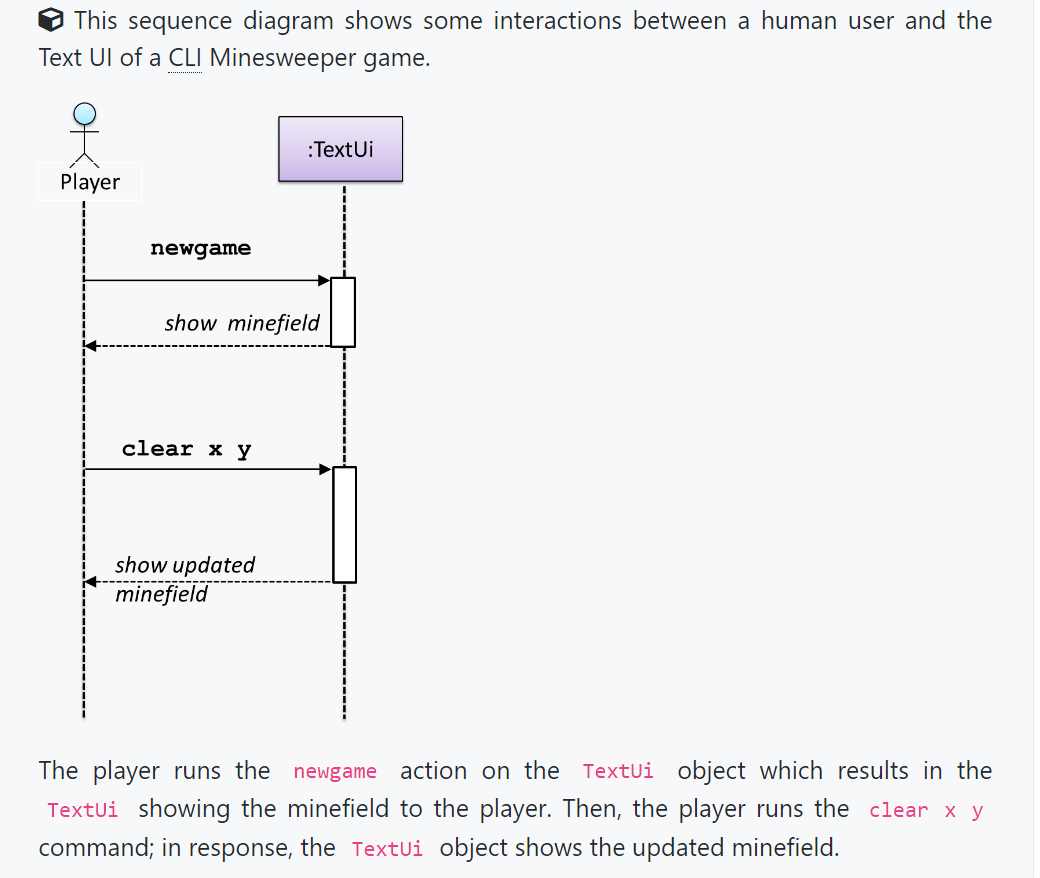 This sequence diagram shows some interactions between a human user and the
Text UI of a CLI Minesweeper game.
:TextUi
Player
newgame
show minefield
clear x y
show updated
minefield
The player runs the newgame action on the TextUi object which results in the
TextUi showing the minefield to the player. Then, the player runs the clear x y
command; in response, the TextUi object shows the updated minefield.